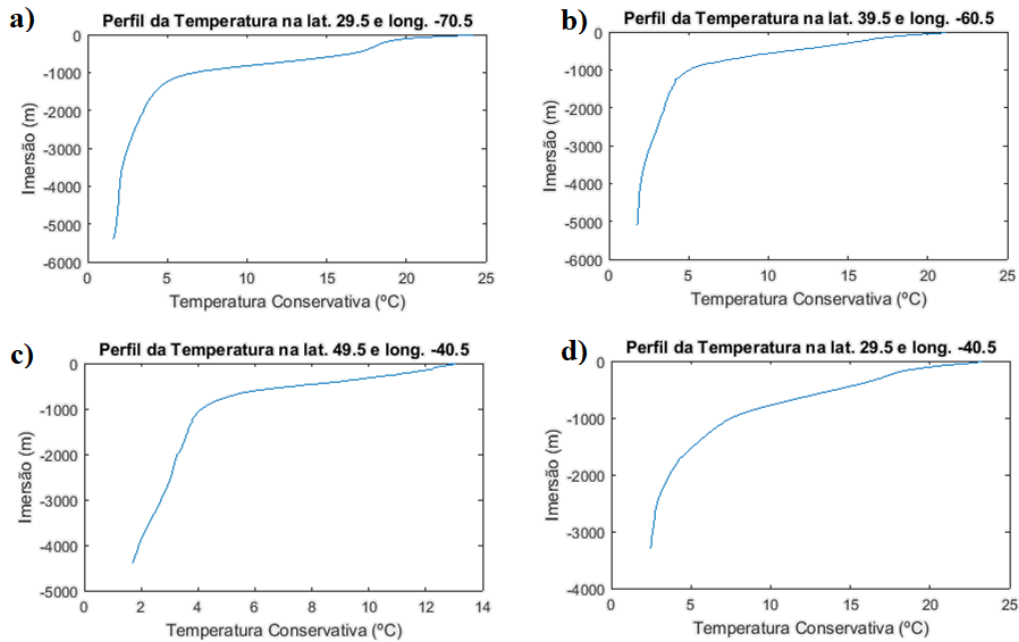 a)
Perfil da Temperatura na lat. 29.5 e long. -70.5
0
-1000
-2000
-3000
-4000
-5000
-6000
Imersão (m)
0 5 10 15 20 25
Temperatura Conservativa (ºC)
b)
Perfil da Temperatura na lat. 39.5 e long. -60.5
0
-1000
-2000
-3000
-4000
-5000
-6000
Imersão (m)
0 5 10 15 20 25
Temperatura Conservativa (ºC)
c)
Perfil da Temperatura na lat. 49.5 e long. -40.5
0
-1000
-2000
-3000
-4000
-5000
Imersão (m)
0 2 4 6 8 10 12 14
Temperatura Conservativa (ºC)
d)
Perfil da Temperatura na lat. 29.5 e long. -40.5
0
-1000
-2000
-3000
-4000
Imersão (m)
0 5 10 15 20 25
Temperatura Conservativa (ºC)